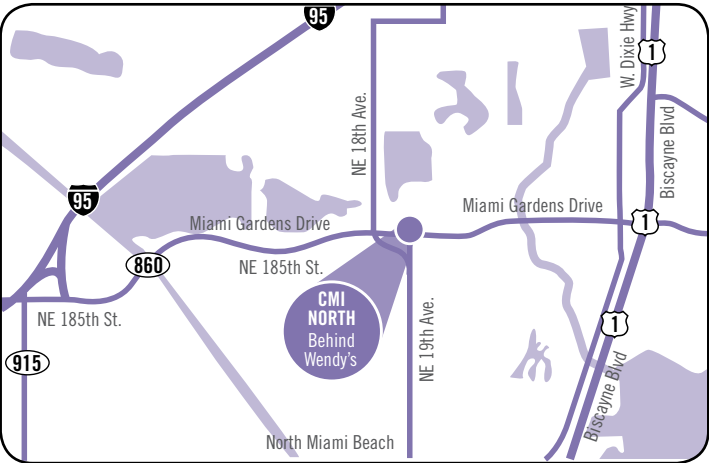 95
W. Dixie Hwy
1
NE 18th Ave.
Biscayne Blvd
95
Miami Gardens Drive
Miami Gardens Drive
1
860
NE 185th St.
CMI
NORTH
Behind
Wendy's
NE 185th St.
NE 19th Ave.
1
915
Biscayne Blvd
North Miami Beach